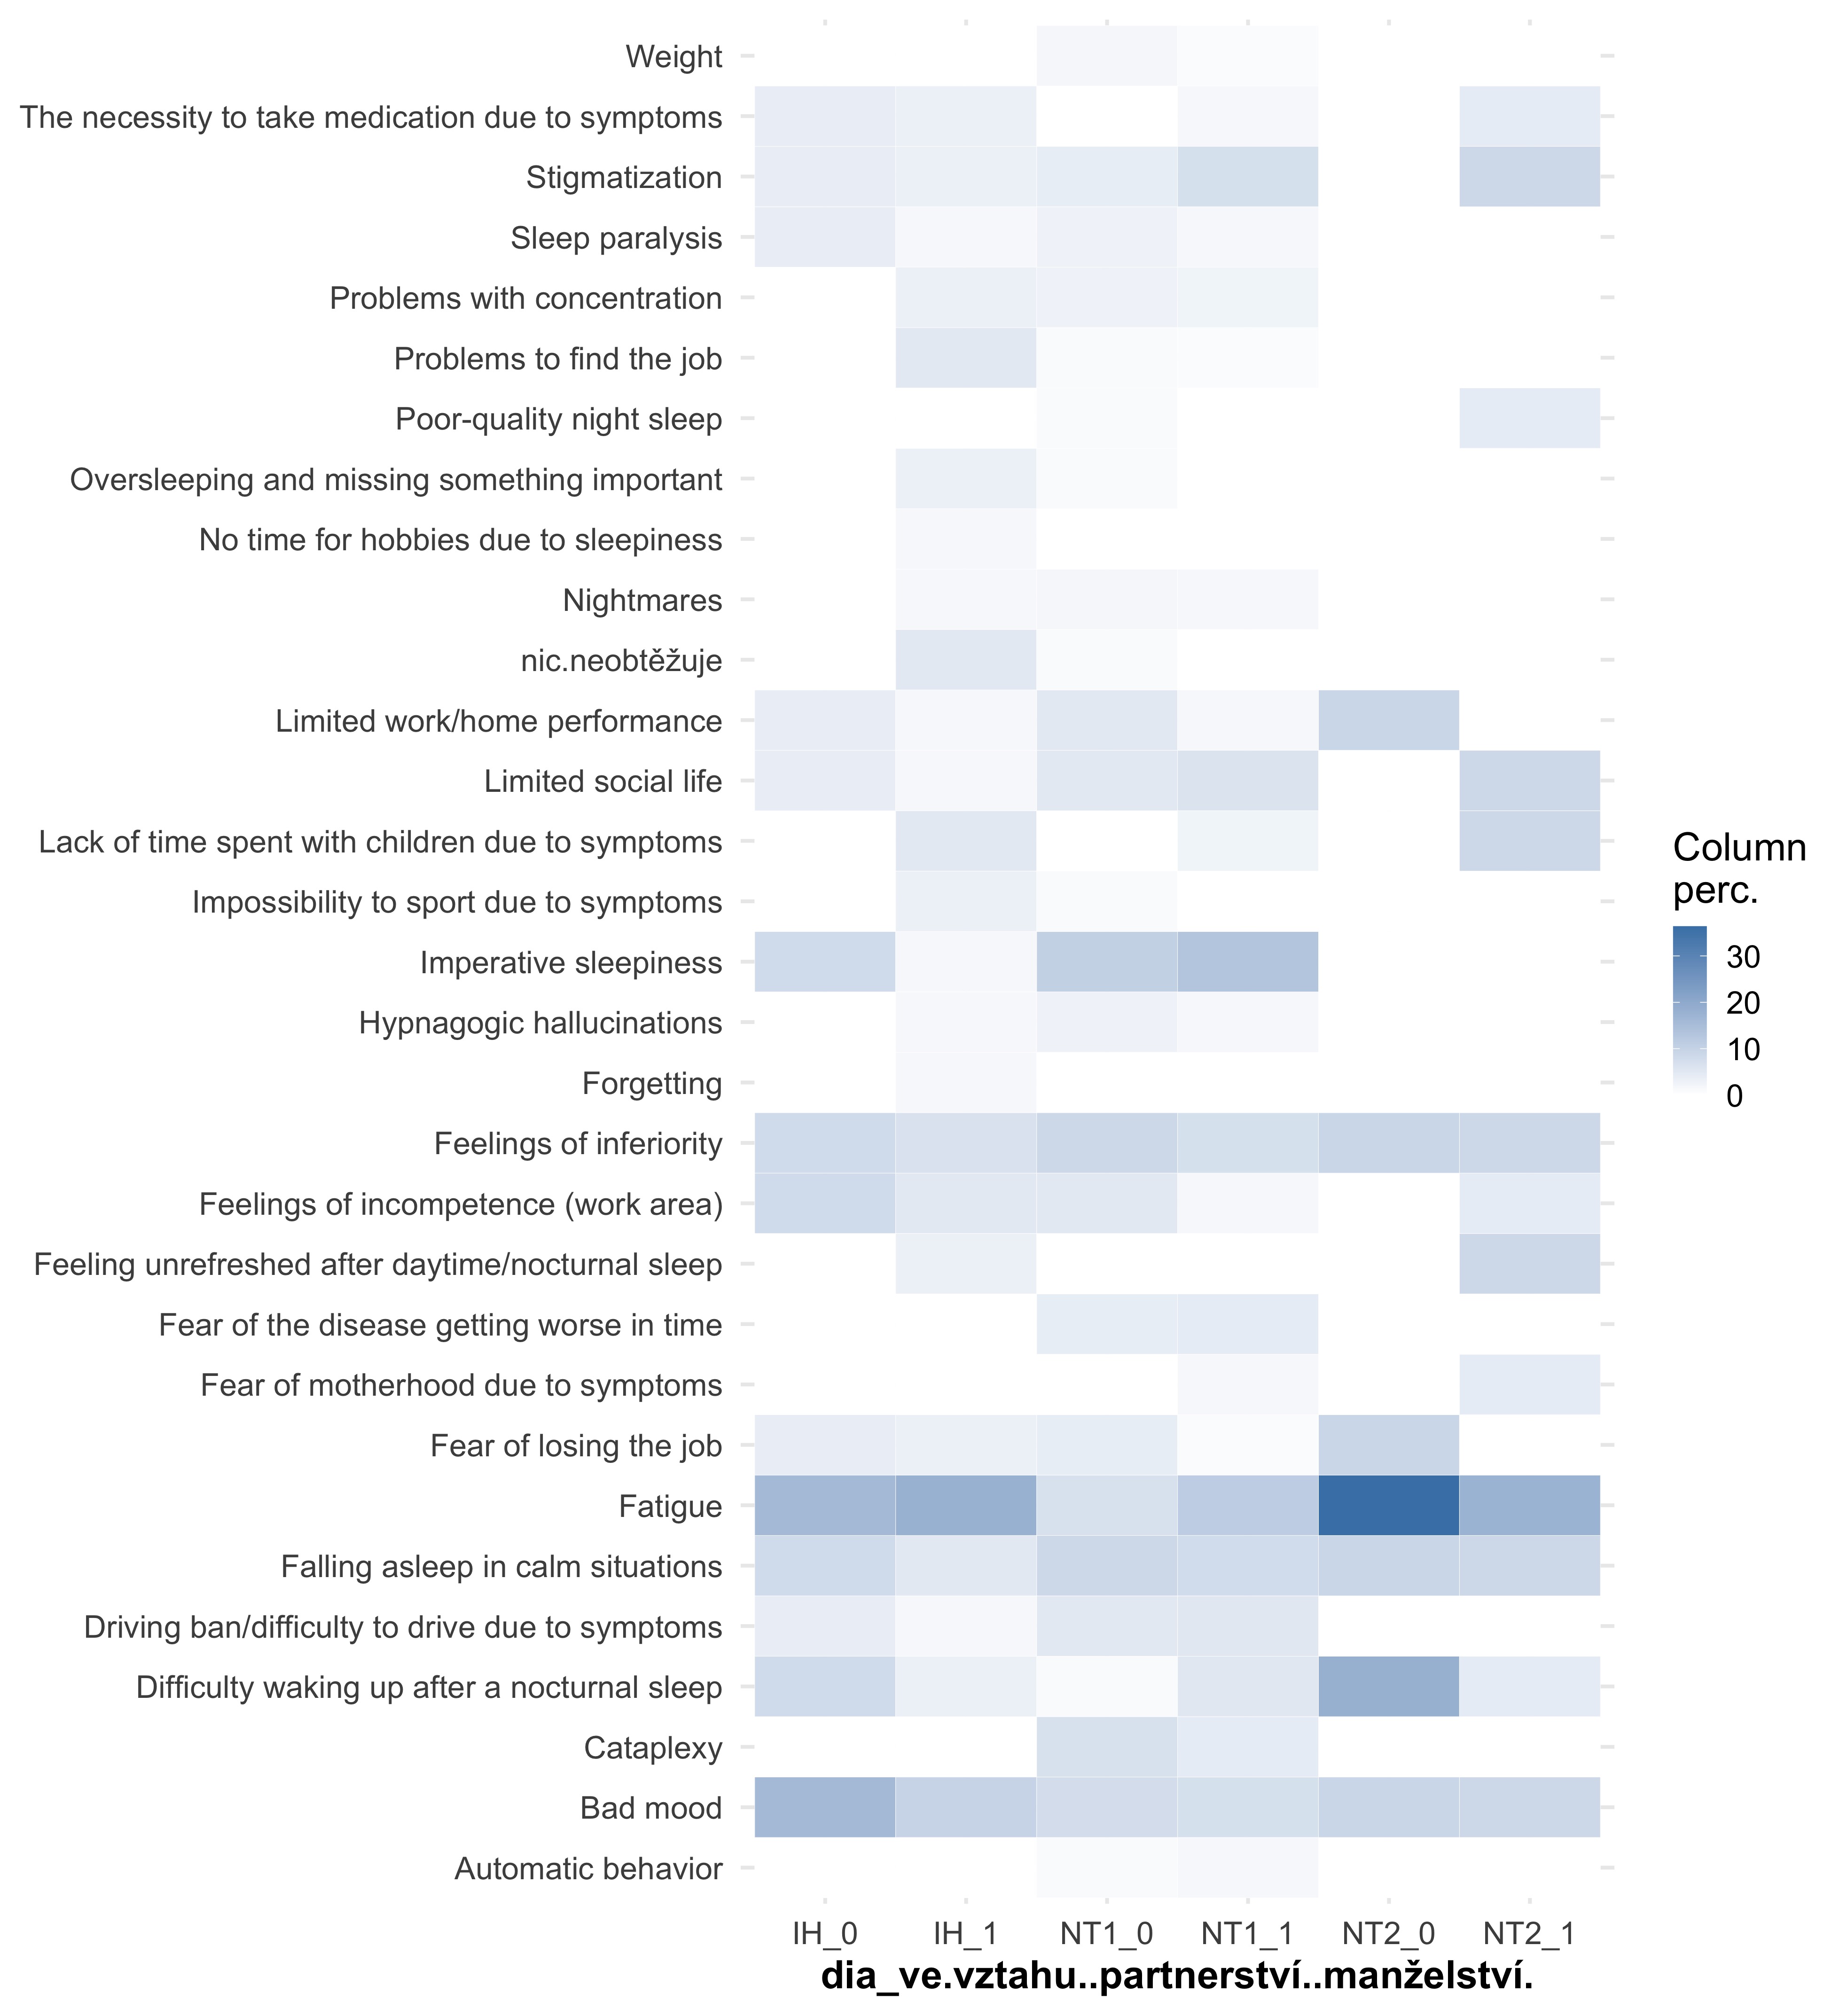 Weight
The necessity to take medication due to symptoms
Stigmatization
Sleep paralysis
Problems with concentration
Problems to find the job
Poor-quality night sleep
Oversleeping and missing something important
No time for hobbies due to sleepiness
Nightmares
nic.neobtěžuje
Limited work/home performance
Limited social life
Lack of time spent with children due to symptoms
Impossibility to sport due to symptoms
Imperative sleepiness
Hypnagogic hallucinations
Forgetting
Feelings of inferiority
Feelings of incompetence (work area)
Feeling unrefreshed after daytime/nocturnal sleep
Fear of the disease getting worse in time
Fear of motherhood due to symptoms
Fear of losing the job
Fatigue
Falling asleep in calm situations
Driving ban/difficulty to drive due to symptoms
Difficulty waking up after a nocturnal sleep
Cataplexy
Bad mood
Automatic behavior
IH_0 IH_1 NT1_0 NT1_1 NT2_0 NT2_1
dia_ve.vztahu..partnerství..manželství.
Column
perc.
30
20
10
0